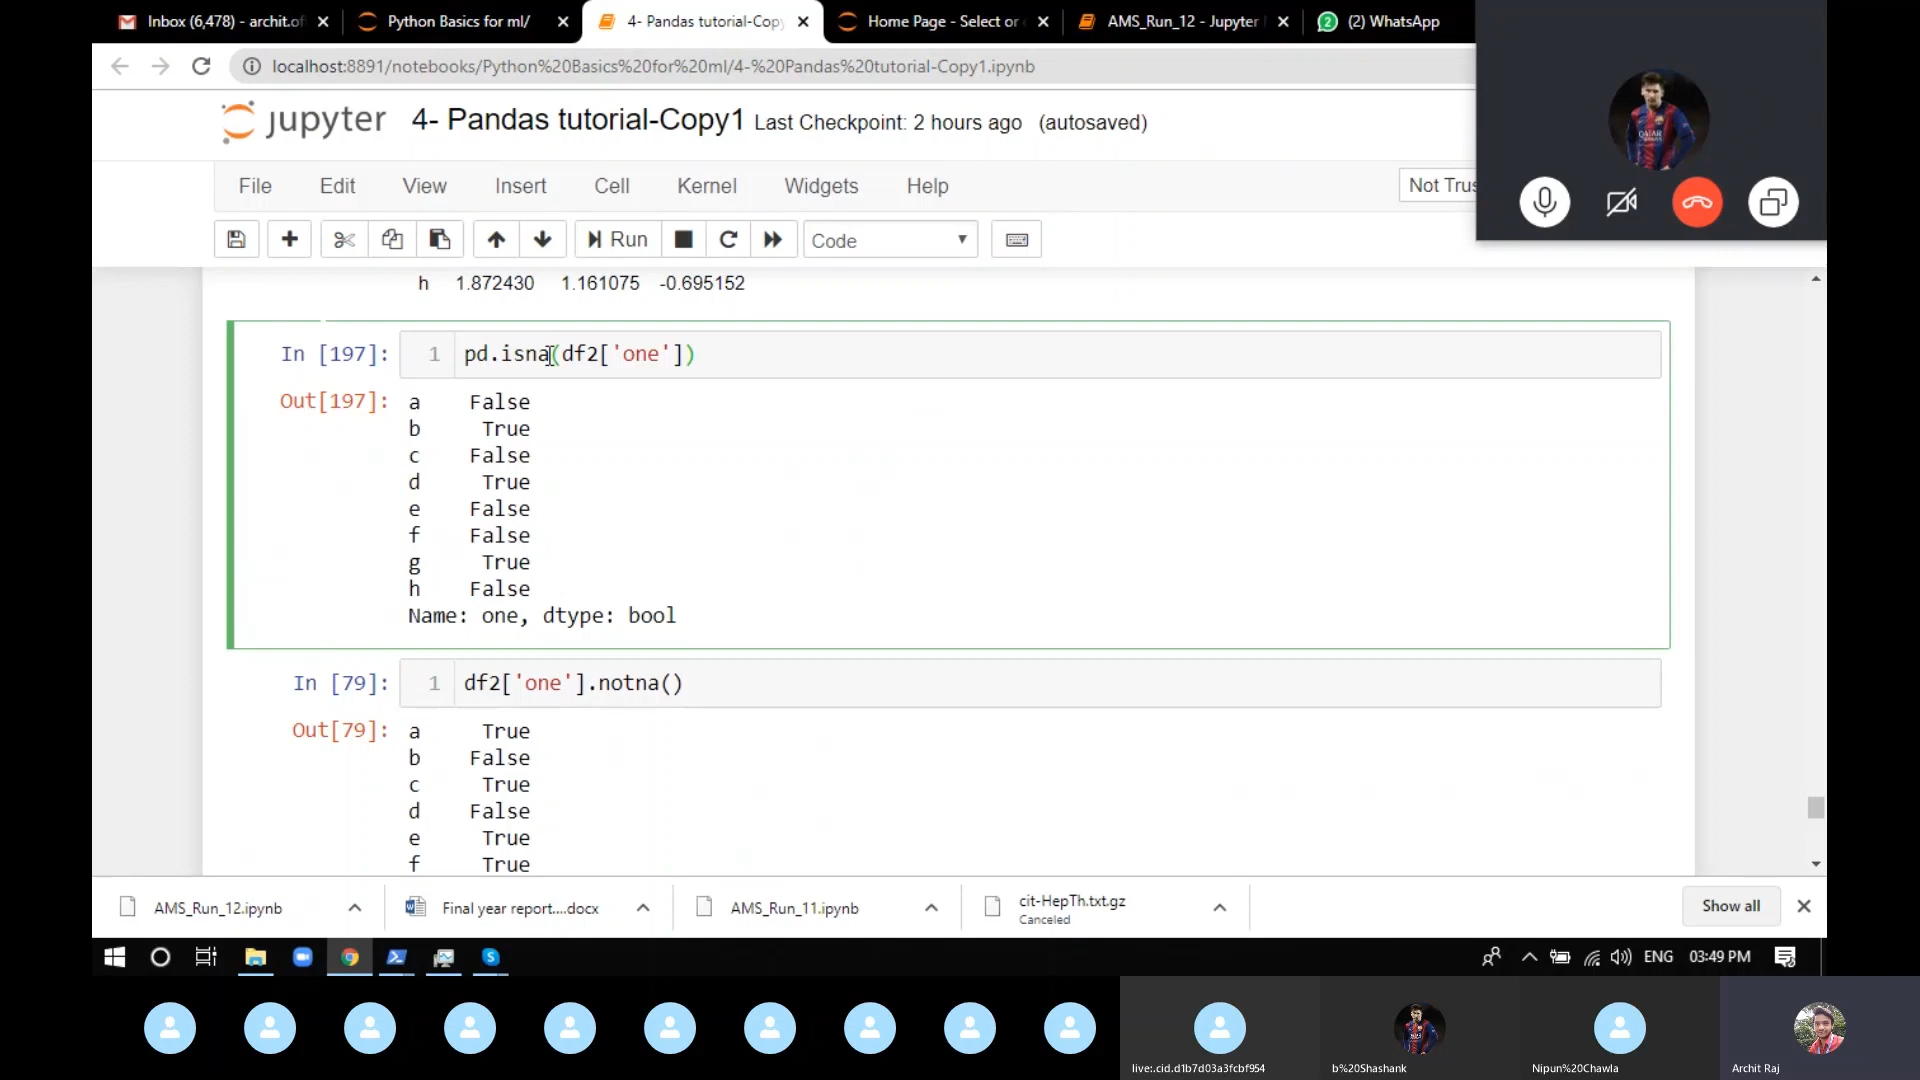 Inbox (6,478) - archit.of
Python Basics for ml/
4- Pandas tutorial-Copy
Home Page - Select or
AMS_Run_12 - Jupyter
(2) WhatsApp
localhost:8891/notebooks/Python%20Basics%20for%20ml/4-%20Pandas%20tutorial-Copy1.ipynb
jupyter 4- Pandas tutorial-Copy1 Last Checkpoint: 2 hours ago (autosaved)
QATAR
File Edit View Insert Cell Kernel Widgets Help
Not Trus
Run Code
h 1.872430 1.161075 -0.695152
In [197]: 1 pd.isna(df2['one'])
Out[197]: a False
b True
c False
d True
e False
f False
g True
h False
Name: one, dtype: bool
In [79]: 1 df2['one'].notna()
Out[79]: a True
b False
c True
d False
e True
f True
AMS_Run_12.ipynb
Final year report....docx
AMS_Run_11.ipynb
cit-HepTh.txt.gz
Canceled
Show all
2
S
ENG 03:49 PM
live:.cid.d1b7d03a3fcbf954
b%20Shashank
Nipun%20Chawla
Archit Raj